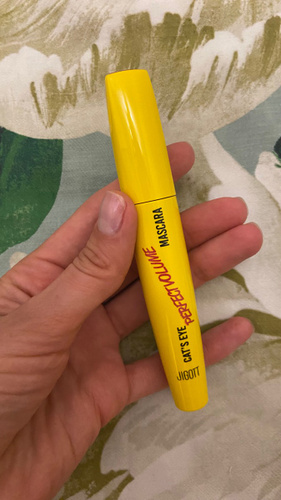 JIGOTT
CAT'S EYE
PERFECT VOLUME
MASCARA